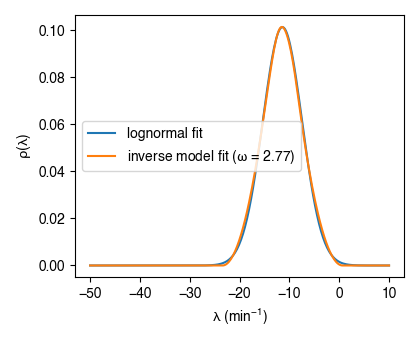 0.10
0.08
0.06
0.04
0.02
0.00
ρ(λ)
lognormal fit
inverse model fit (ω = 2.77)
−50 −40 −30 −20 −10 0 10
λ (min⁻¹)